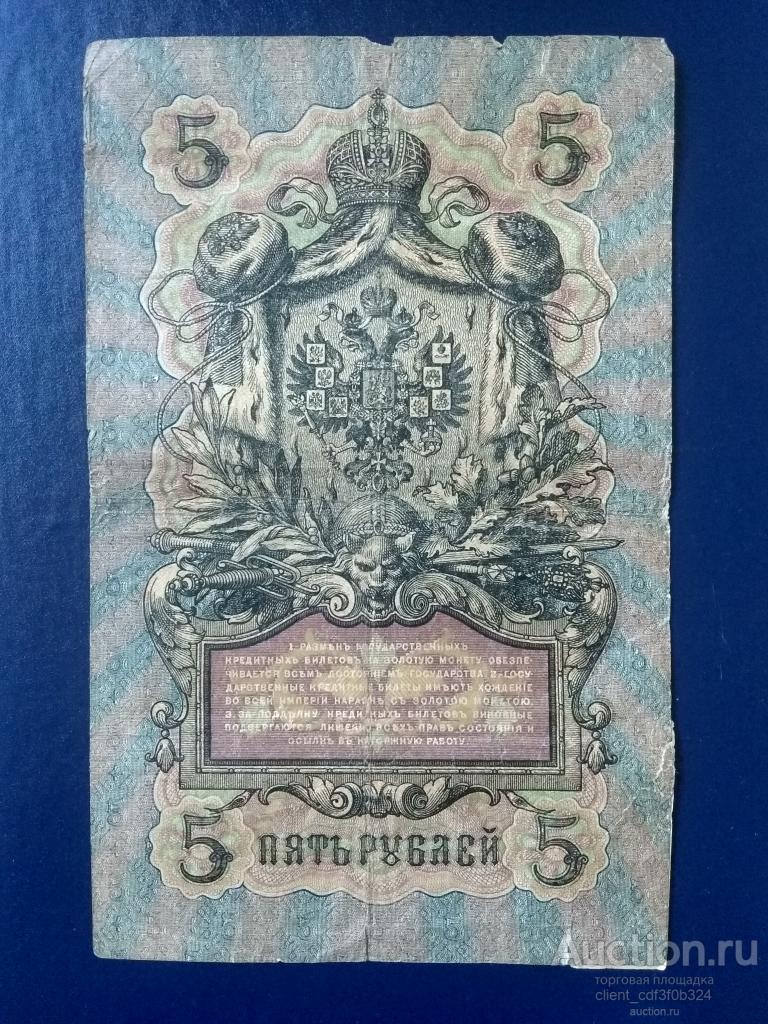 5 5
1. РАЗМѢНЪ ГОСУДАРСТВЕННЫХЪ
КРЕДИТНЫХЪ БИЛЕТОВЪ НА ЗОЛОТУЮ МОНЕТУ ОБЕЗПЕ-
ЧИВАЕТСЯ ВСѢМЪ ДОСТОЯНІЕМЪ ГОСУДАРСТВА. 2-ГОСУ-
ДАРСТВЕННЫЕ КРЕДИТНЫЕ БИЛЕТЫ ИМѢЮТЪ ХОЖДЕНІЕ
ВО ВСЕЙ ИМПЕРІИ НАРАВНѢ СЪ ЗОЛОТОЮ МОНЕТОЮ.
3. ЗА ПОДДѢЛКУ КРЕДИТНЫХЪ БИЛЕТОВЪ ВИНОВНЫЕ
ПОДВЕРГАЮТСЯ ЛИШЕНІЮ ВСѢХЪ ПРАВЪ СОСТОЯНІЯ И
ССЫЛКѢ ВЪ КАТОРЖНУЮ РАБОТУ
5 ПЯТЬ РУБЛЕЙ 5
Auction.ru
торговая площадка
client_cdf3f0b324
auction.ru